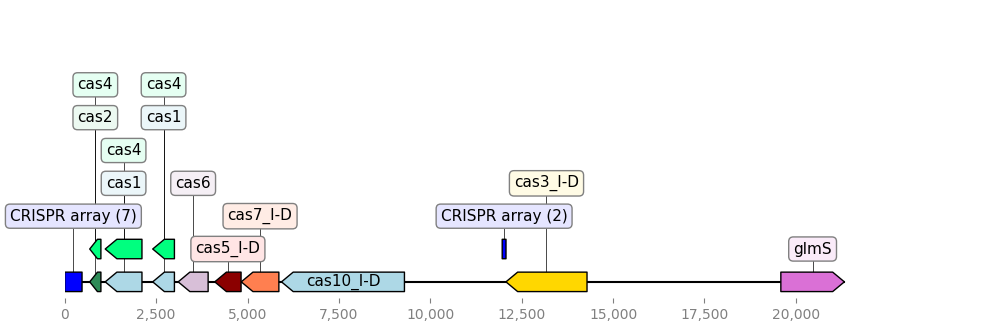 cas4 cas4
cas2 cas1
cas4
cas1 cas6 cas3_I-D
CRISPR array (7) cas7_I-D CRISPR array (2)
cas5_I-D glmS
cas10_I-D
0 2,500 5,000 7,500 10,000 12,500 15,000 17,500 20,000